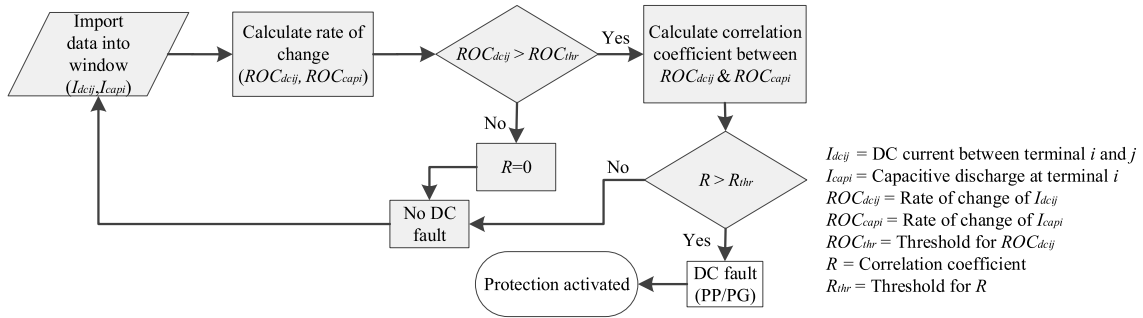 Import
data into
window
(Idcij,Icapi)
Calculate rate of
change
(ROCdcij, ROCcapi)
ROCdcij > ROCthr
Yes
Calculate correlation
coefficient between
ROCdcij & ROCcapi
No
R=0
No DC
fault
No
R > Rthr
Yes
DC fault
(PP/PG)
Protection activated
Idcij = DC current between terminal i and j
Icapi = Capacitive discharge at terminal i
ROCdcij = Rate of change of Idcij
ROCcapi = Rate of change of Icapi
ROCthr = Threshold for ROCdcij
R = Correlation coefficient
Rthr = Threshold for R